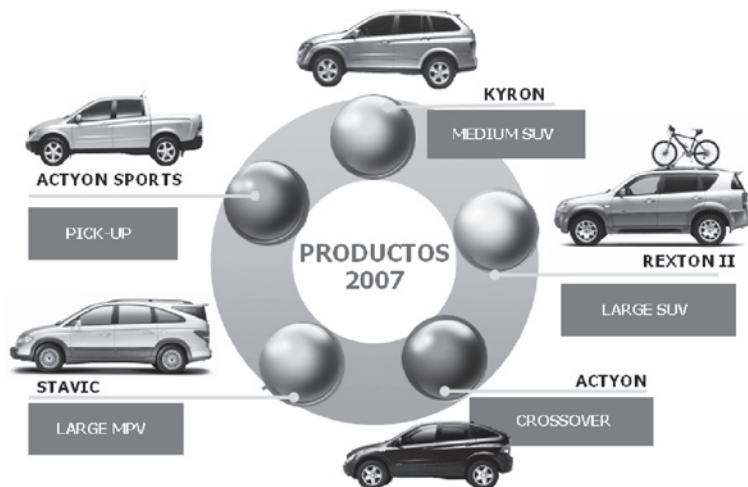 KYRON
MEDIUM SUV
ACTYON SPORTS
PICK-UP
REXTON II
LARGE SUV
PRODUCTOS
2007
STAVIC
LARGE MPV
ACTYON
CROSSOVER